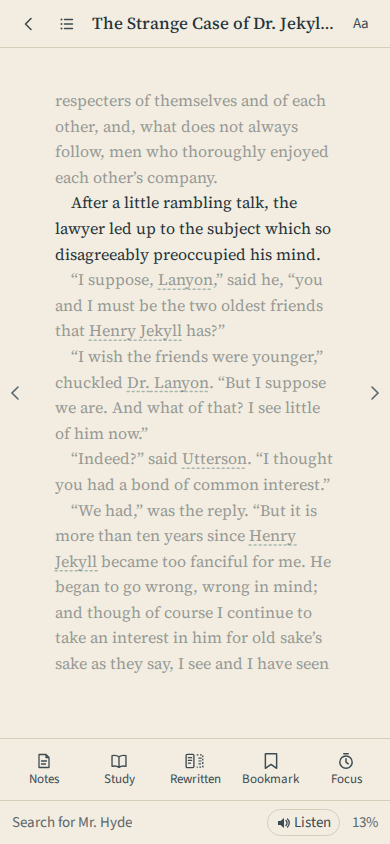 The Strange Case of Dr. Jekyl...
Aa
respecters of themselves and of each
other, and, what does not always
follow, men who thoroughly enjoyed
each other’s company.
After a little rambling talk, the
lawyer led up to the subject which so
disagreeably preoccupied his mind.
“I suppose, Lanyon,” said he, “you
and I must be the two oldest friends
that Henry Jekyll has?”
“I wish the friends were younger,”
chuckled Dr. Lanyon. “But I suppose
we are. And what of that? I see little
of him now.”
“Indeed?” said Utterson. “I thought
you had a bond of common interest.”
“We had,” was the reply. “But it is
more than ten years since Henry
Jekyll became too fanciful for me. He
began to go wrong, wrong in mind;
and though of course I continue to
take an interest in him for old sake’s
sake as they say, I see and I have seen
Notes Study Rewritten Bookmark Focus
Search for Mr. Hyde Listen 13%